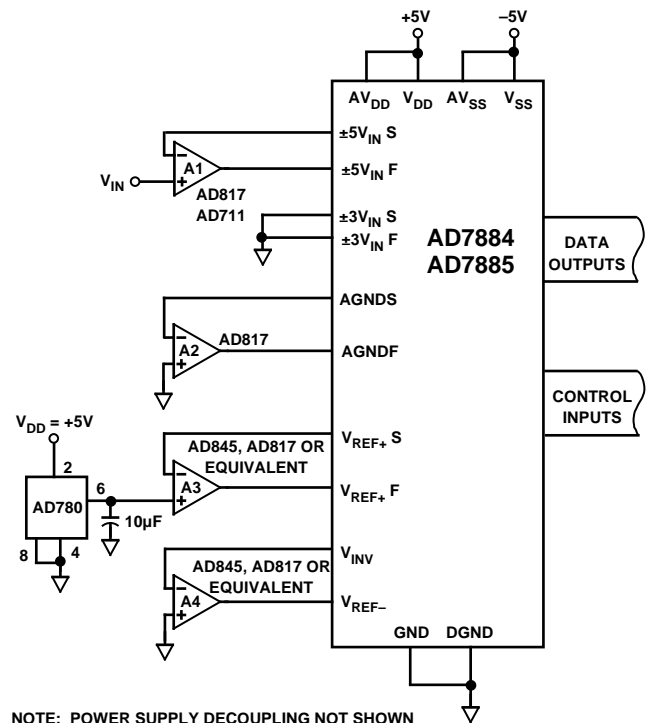 +5V
–5V
AVDD
VDD
AVSS
VSS
±5VIN S
A1
VIN
±5VIN F
AD817
AD711
±3VIN S
±3VIN F
AD7884
AD7885
DATA
OUTPUTS
AGNDS
A2
AD817
AGNDF
CONTROL
INPUTS
VDD = +5V
2
AD845, AD817 OR
EQUIVALENT
VREF+ S
6
A3
VREF+ F
AD780
10µF
8
4
AD845, AD817 OR
EQUIVALENT
VINV
A4
VREF–
GND
DGND
NOTE: POWER SUPPLY DECOUPLING NOT SHOWN